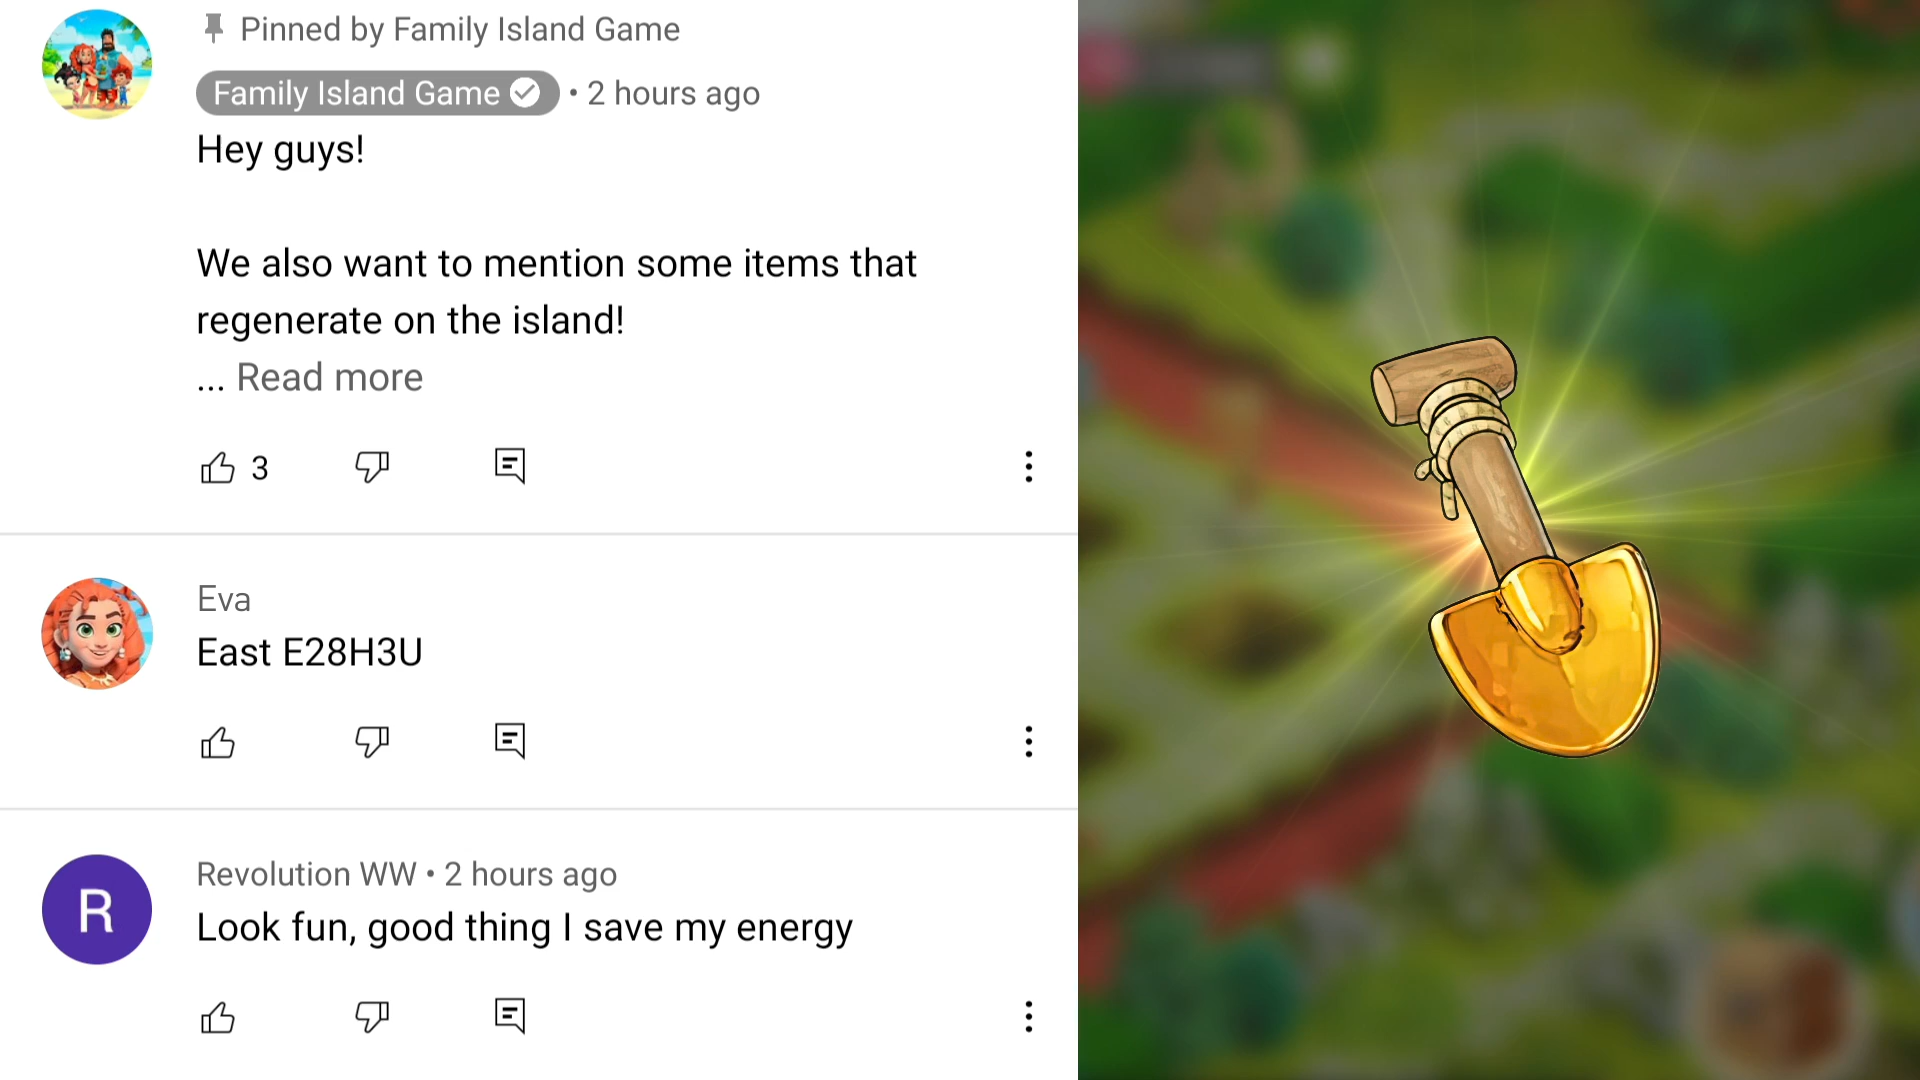 Pinned by Family Island Game
Family Island Game • 2 hours ago
Hey guys!
We also want to mention some items that
regenerate on the island!
... Read more
3
Eva
East E28H3U
Revolution WW • 2 hours ago
R
Look fun, good thing I save my energy